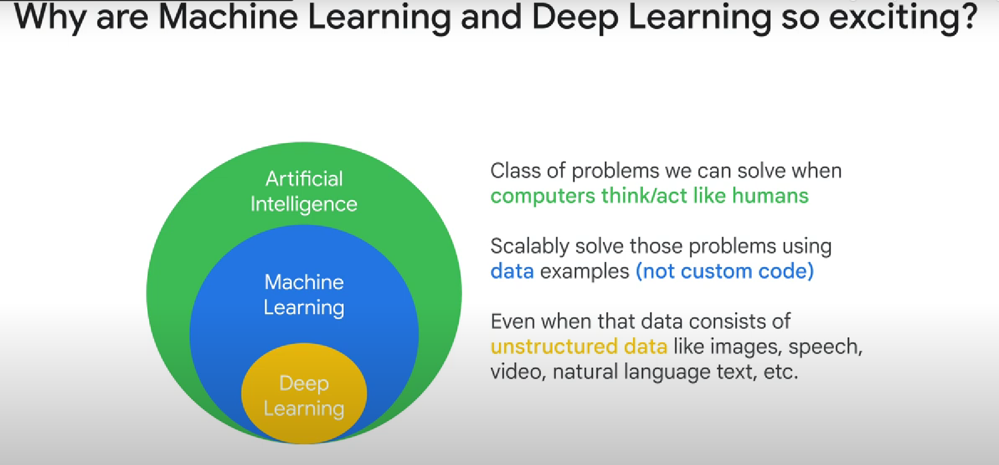 Why are Machine Learning and Deep Learning so exciting?
Artificial
Intelligence
Machine
Learning
Deep
Learning
Class of problems we can solve when
computers think/act like humans
Scalably solve those problems using
data examples (not custom code)
Even when that data consists of
unstructured data like images, speech,
video, natural language text, etc.